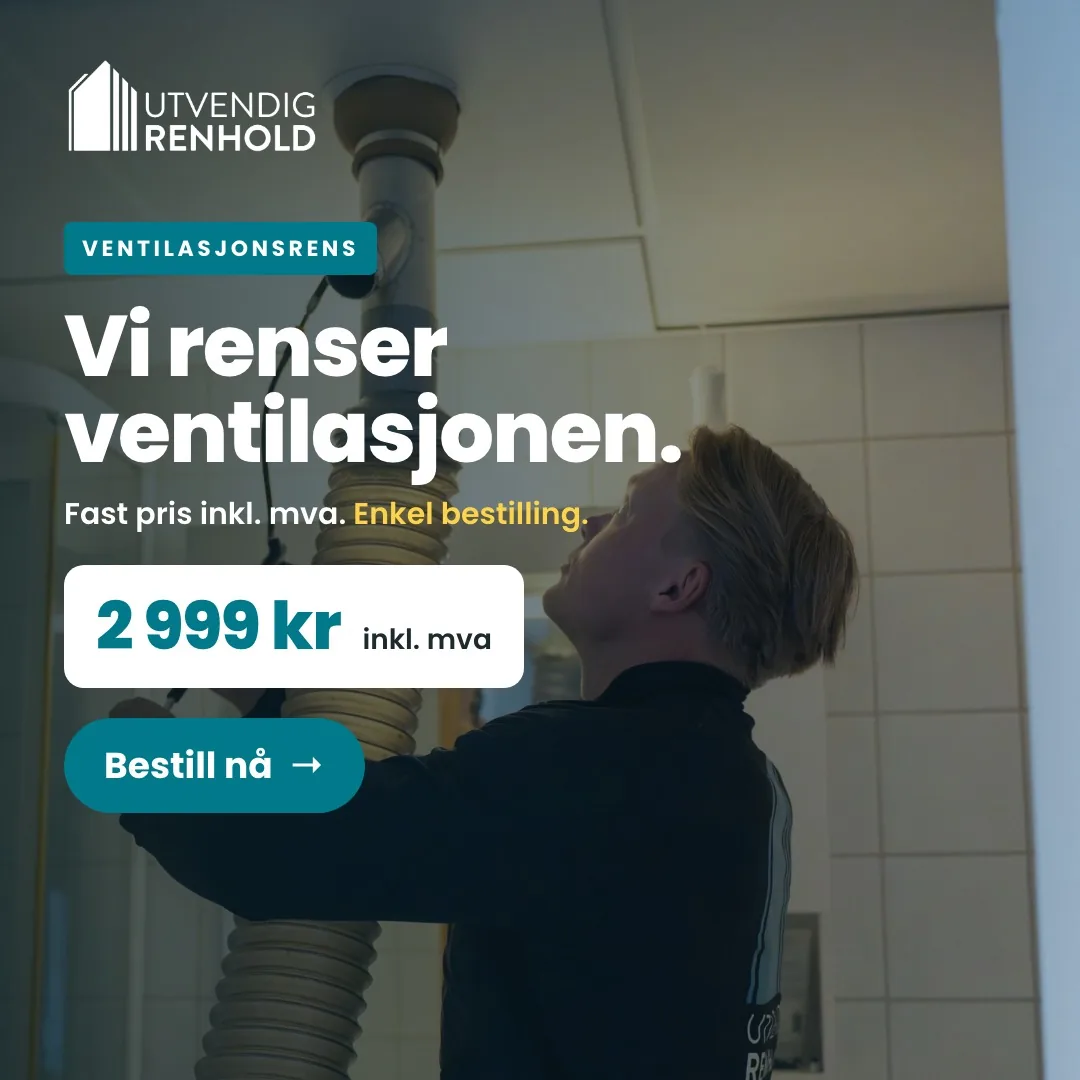 UTVENDIG
RENHOLD
VENTILASJONSRENS
Vi renser
ventilasjonen.
Fast pris inkl. mva. Enkel bestilling.
2 999 kr inkl. mva
Bestill nå →